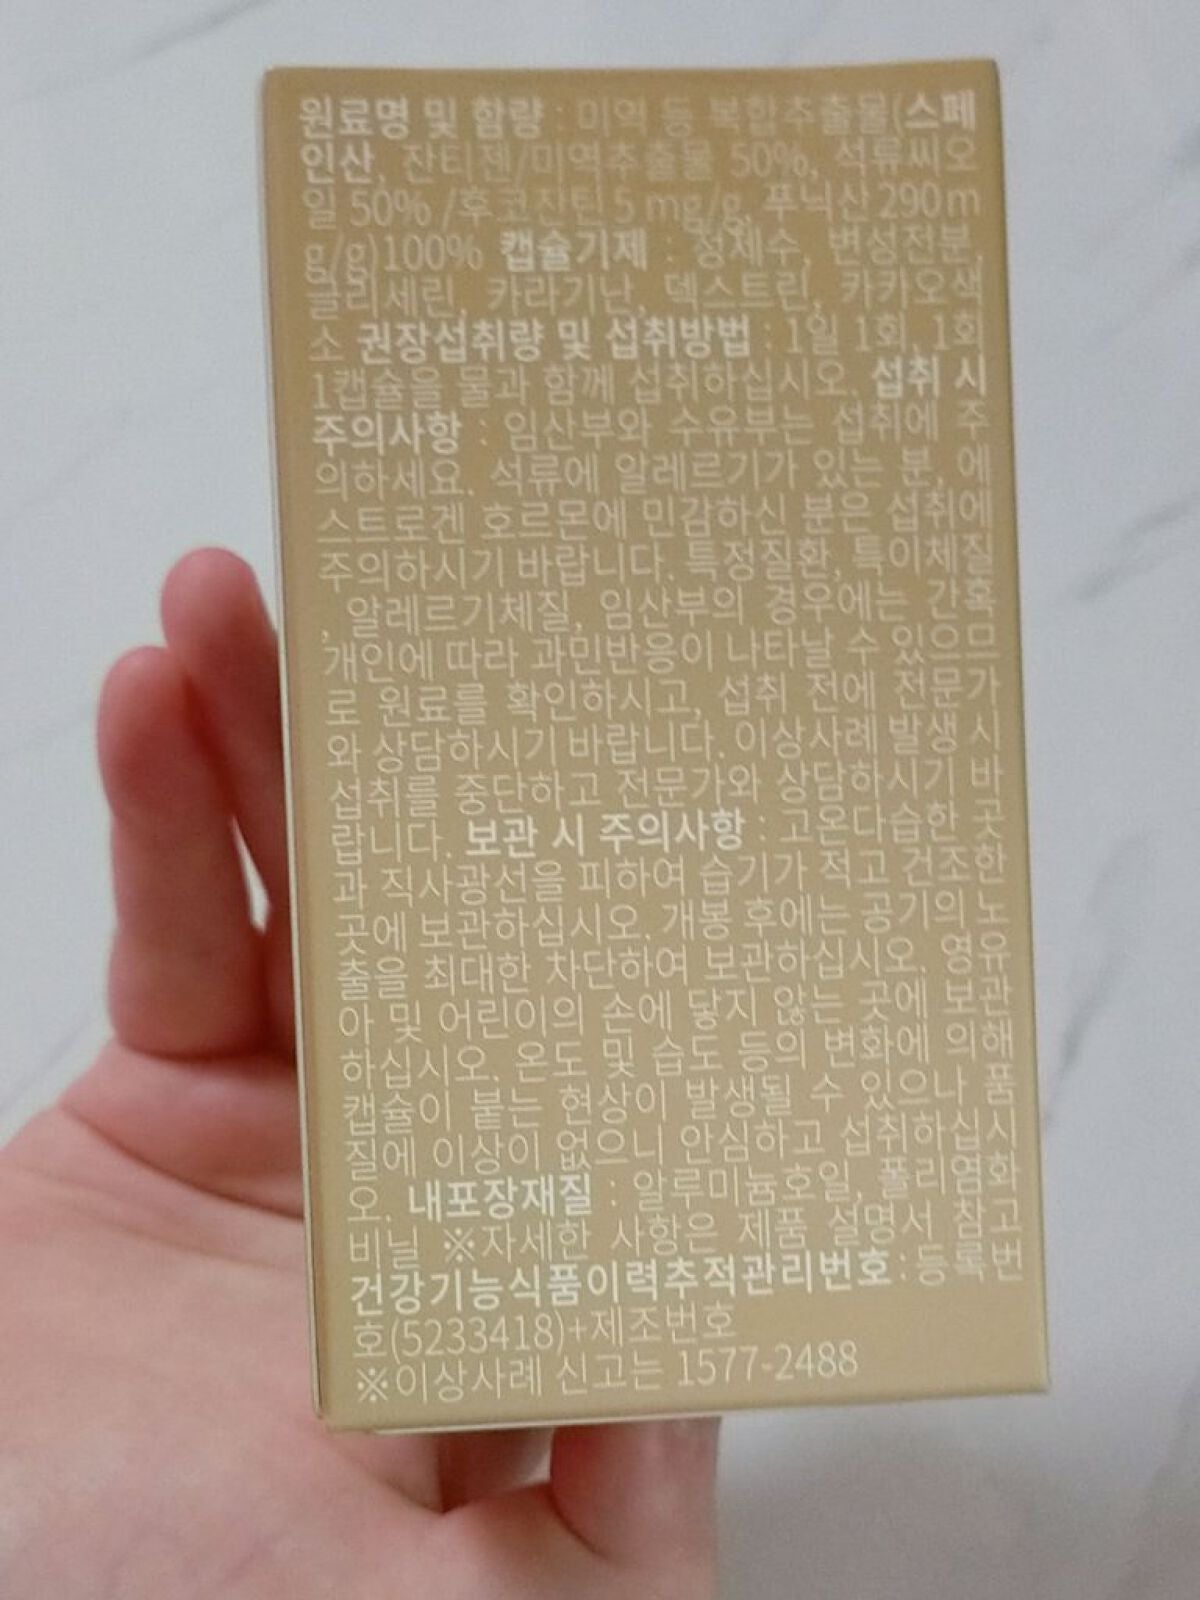 원료명 및 함량 : 미역 등 복합추출물(스페
인산, 잔티젠/미역추출물 50%, 석류씨오
일 50% /후코잔틴 5 mg/g, 푸닉산 290 m
g/g)100% 캡슐기제 : 정제수, 변성전분,
글리세린, 카라기난, 덱스트린, 카카오색
소 권장섭취량 및 섭취방법 : 1일 1회, 1회
1캡슐을 물과 함께 섭취하십시오. 섭취 시
주의사항 : 임산부와 수유부는 섭취에 주
의하세요. 석류에 알레르기가 있는 분, 에
스트로겐 호르몬에 민감하신 분은 섭취에
주의하시기 바랍니다. 특정질환, 특이체질
, 알레르기체질, 임산부의 경우에는 간혹
개인에 따라 과민반응이 나타날 수 있으므
로 원료를 확인하시고, 섭취 전에 전문가
와 상담하시기 바랍니다. 이상사례 발생 시
섭취를 중단하고 전문가와 상담하시기 바
랍니다. 보관 시 주의사항 : 고온다습한 곳
과 직사광선을 피하여 습기가 적고 건조한
곳에 보관하십시오. 개봉 후에는 공기의 노
출을 최대한 차단하여 보관하십시오. 영유
아 및 어린이의 손에 닿지 않는 곳에 보관
하십시오. 온도 및 습도 등의 변화에 의해
캡슐이 붙는 현상이 발생될 수 있으나 품
질에 이상이 없으니 안심하고 섭취하십시
오. 내포장재질 : 알루미늄호일, 폴리염화
비닐 ※자세한 사항은 제품 설명서 참고
건강기능식품이력추적관리번호 : 등록번
호(5233418)+제조번호
※이상사례 신고는 1577-2488